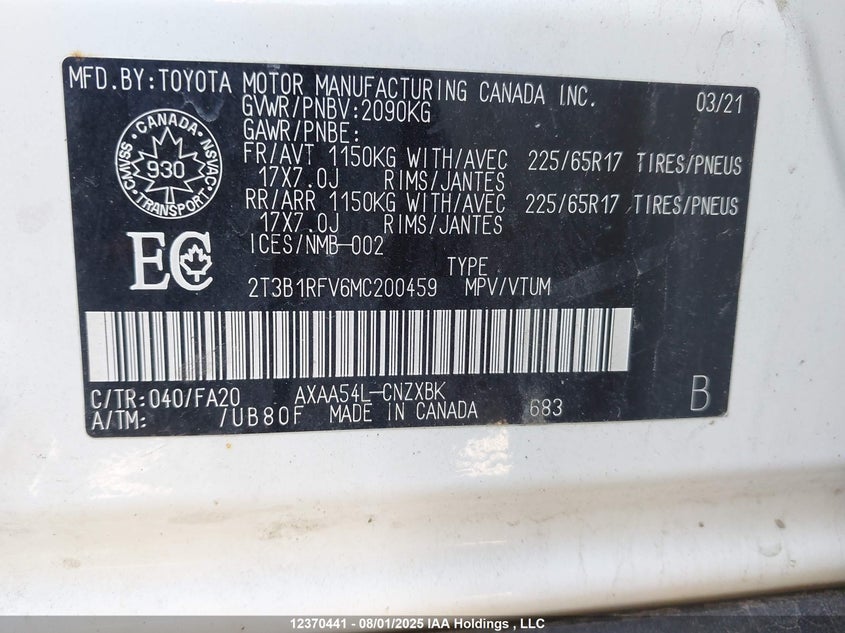 MFD.BY:TOYOTA MOTOR MANUFACTURING CANADA INC. 03/21
GVWR/PNBV:2090KG
GAWR/PNBE:
FR/AVT 1150KG WITH/AVEC 225/65R17 TIRES/PNEUS
17X7.0J RIMS/JANTES
RR/ARR 1150KG WITH/AVEC 225/65R17 TIRES/PNEUS
17X7.0J RIMS/JANTES
ICES/NMB-002
CANADA
CMVSS 930 NSVAC
TRANSPORT
EC
TYPE
2T3B1RFV6MC200459 MPV/VTUM
C/TR:040/FA20 AXAA54L-CNZXBK
A/TM: /UB80F MADE IN CANADA 683 B
12370441 - 08/01/2025 IAA Holdings , LLC